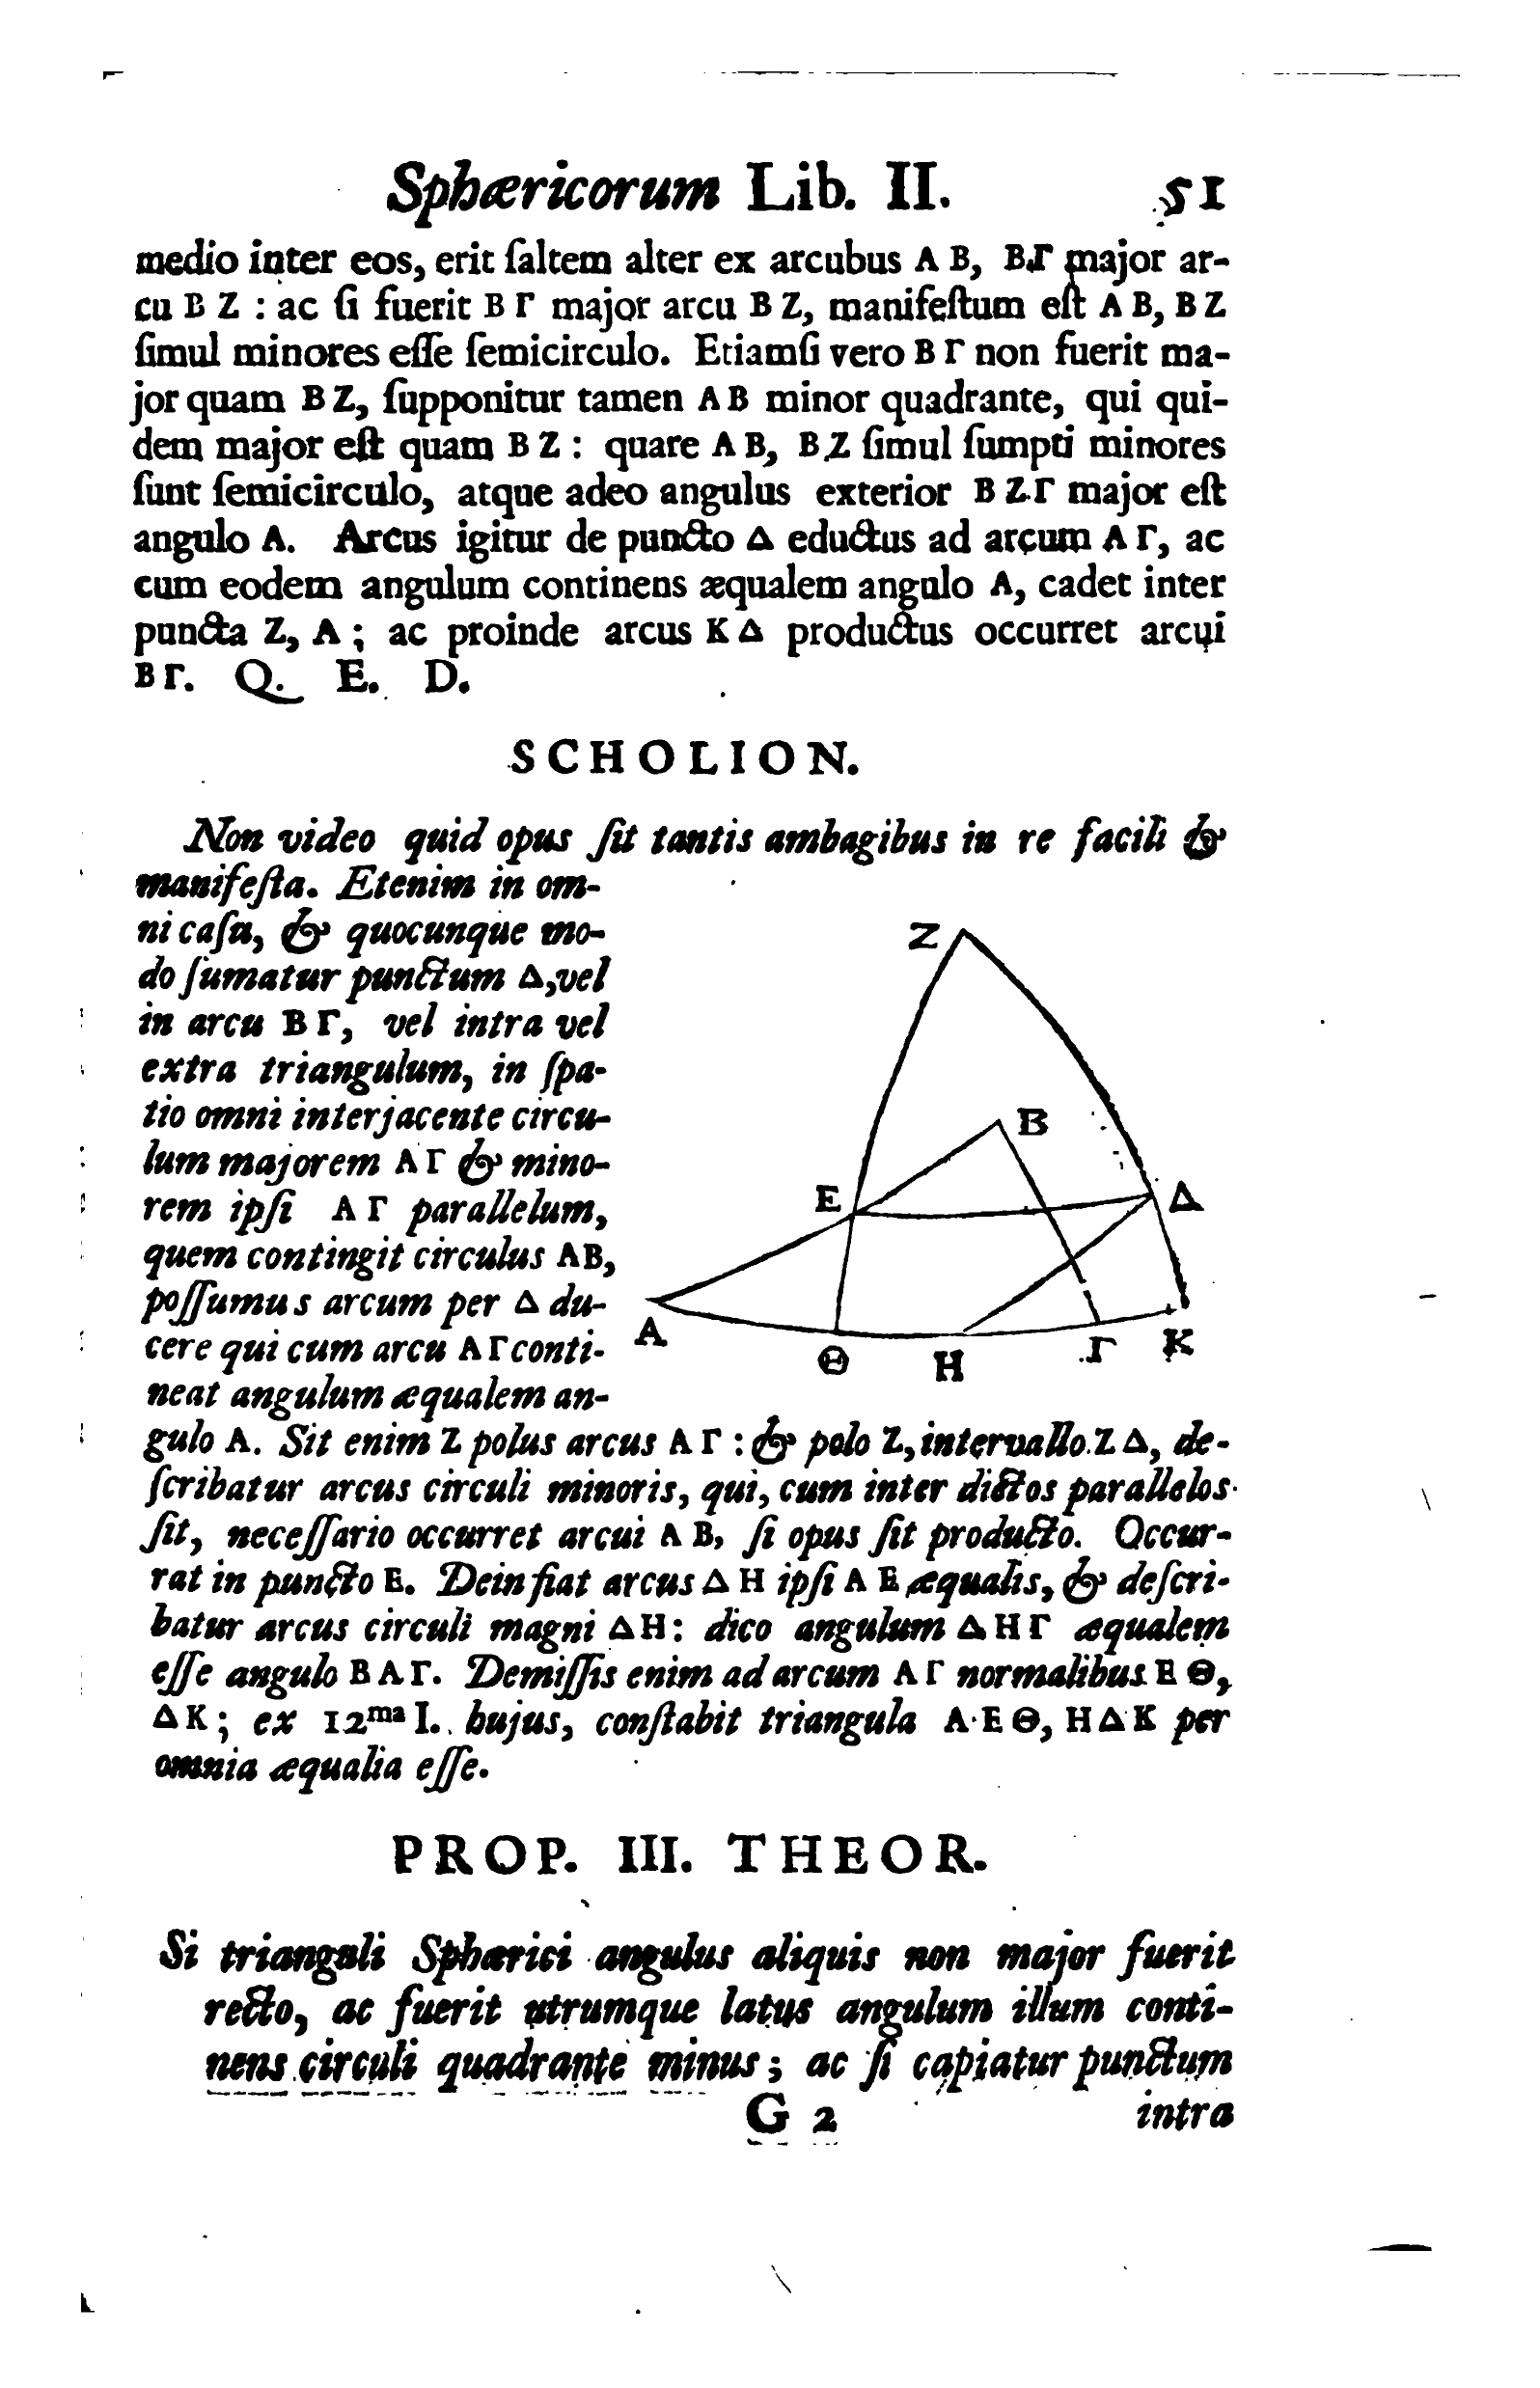 Sphæricorum Lib. II. 51
medio inter eos, erit ſaltem alter ex arcubus Α Β, ΒΓ major ar-
cu Β Ζ : ac ſi fuerit Β Γ major arcu Β Ζ, manifeſtum eſt Α Β, Β Ζ
ſimul minores eſſe ſemicirculo. Etiamſi vero Β Γ non fuerit ma-
jor quam Β Ζ, ſupponitur tamen Α Β minor quadrante, qui qui-
dem major eſt quam Β Ζ : quare Α Β, Β Ζ ſimul ſumpti minores
ſunt ſemicirculo, atque adeo angulus exterior Β Ζ Γ major eſt
angulo Α. Arcus igitur de puncto Δ eductus ad arcum Α Γ, ac
cum eodem angulum continens æqualem angulo Α, cadet inter
puncta Ζ, Α ; ac proinde arcus Κ Δ productus occurret arcui
Β Γ. Q. E. D.
SCHOLION.
Non video quid opus ſit tantis ambagibus in re facili &
manifeſta. Etenim in om-
ni caſu, & quocunque mo-
do ſumatur punctum Δ, vel
in arcu Β Γ, vel intra vel
extra triangulum, in ſpa-
tio omni interjacente circu-
lum majorem Α Γ & mino-
rem ipſi Α Γ parallelum,
quem contingit circulus ΑΒ,
poſſumus arcum per Δ du-
cere qui cum arcu Α Γ conti-
neat angulum æqualem an-
Ζ
Β
Ε
Δ
Α
Θ
Η
Γ
Κ
gulo Α. Sit enim Ζ polus arcus Α Γ : & polo Ζ, intervallo Ζ Δ, de-
ſcribatur arcus circuli minoris, qui, cum inter dictos parallelos
ſit, neceſſario occurret arcui Α Β, ſi opus ſit producto. Occur-
rat in puncto Ε. Dein fiat arcus Δ Η ipſi Α Ε æqualis, & deſcri-
batur arcus circuli magni ΔΗ : dico angulum Δ Η Γ æqualem
eſſe angulo Β Α Γ. Demiſſis enim ad arcum Α Γ normalibus Ε Θ,
Δ Κ ; ex 12ma I. hujus, conſtabit triangula Α Ε Θ, Η Δ Κ per
omnia æqualia eſſe.
PROP. III. THEOR.
Si trianguli Sphærici angulus aliquis non major fuerit
recto, ac fuerit utrumque latus angulum illum conti-
nens circuli quadrante minus ; ac ſi capiatur punctum
G 2 intra